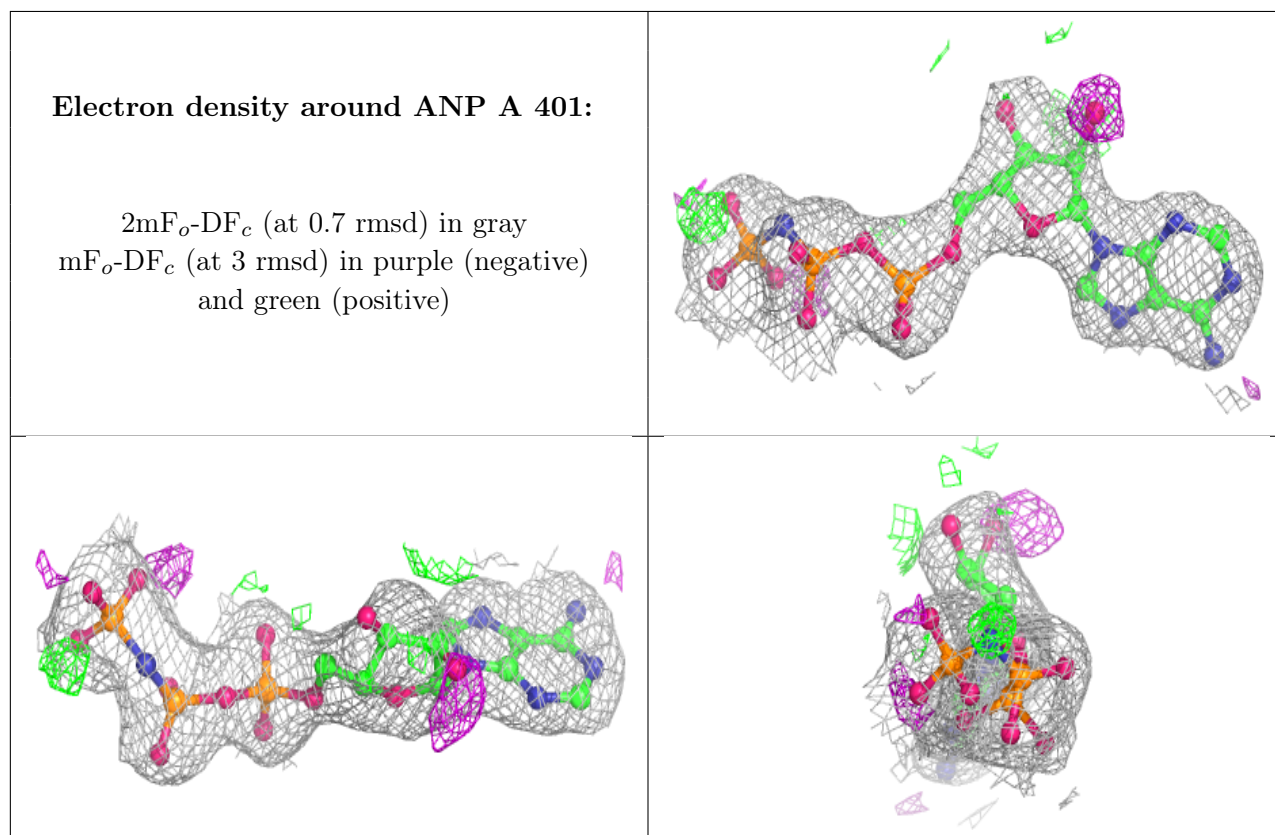 Electron density around ANP A 401:
2mFo-DFc (at 0.7 rmsd) in gray
mFo-DFc (at 3 rmsd) in purple (negative)
and green (positive)